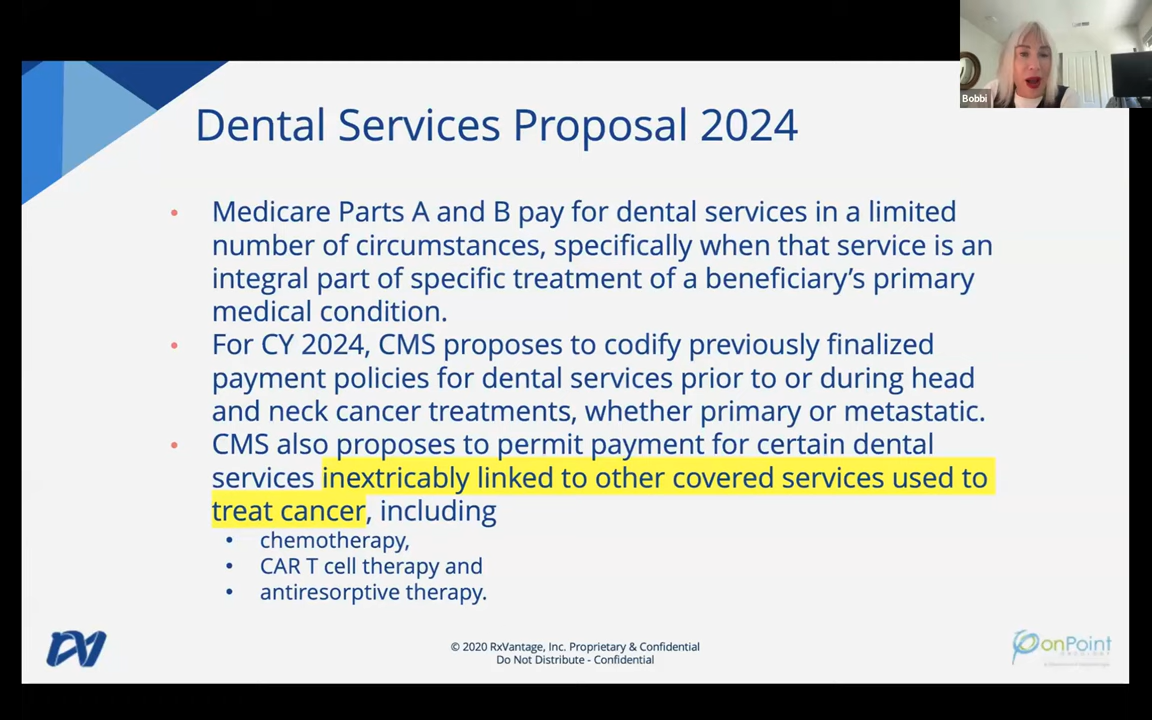 Bobbi
Dental Services Proposal 2024
• Medicare Parts A and B pay for dental services in a limited
number of circumstances, specifically when that service is an
integral part of specific treatment of a beneficiary’s primary
medical condition.
• For CY 2024, CMS proposes to codify previously finalized
payment policies for dental services prior to or during head
and neck cancer treatments, whether primary or metastatic.
• CMS also proposes to permit payment for certain dental
services inextricably linked to other covered services used to
treat cancer, including
• chemotherapy,
• CAR T cell therapy and
• antiresorptive therapy.
© 2020 RxVantage, Inc. Proprietary & Confidential
Do Not Distribute - Confidential
onPoint